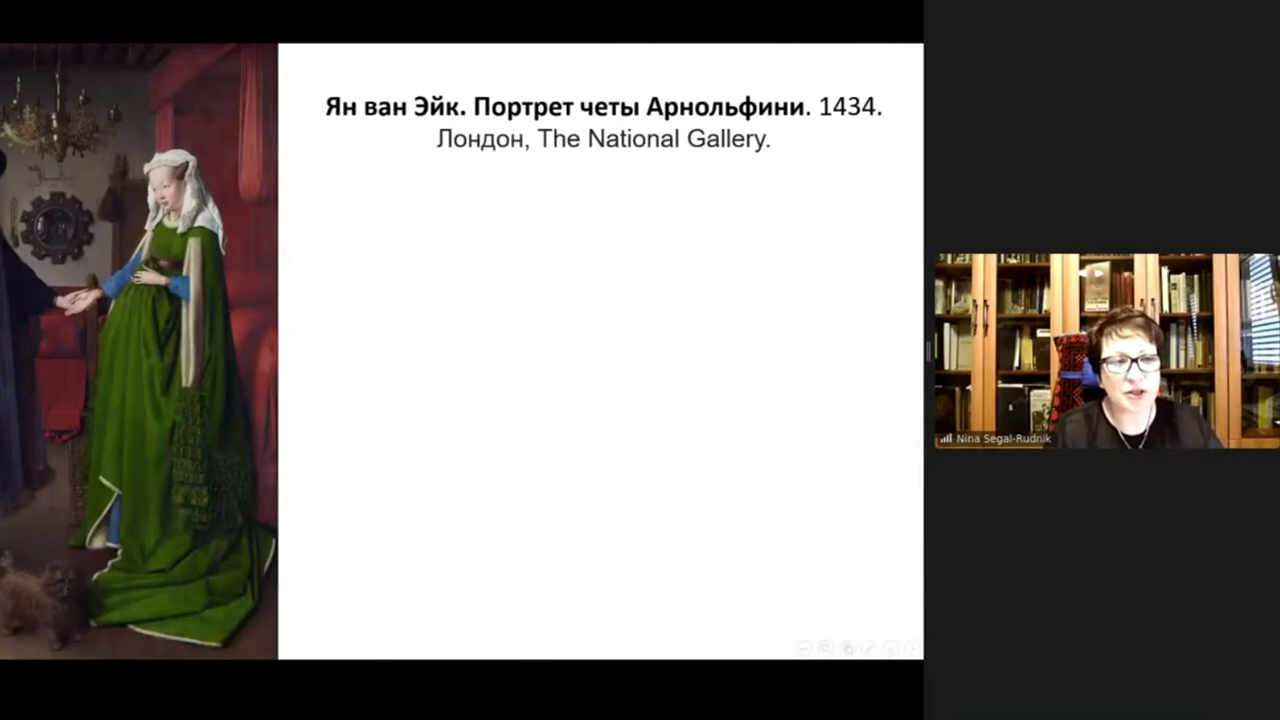 Ян ван Эйк. Портрет четы Арнольфини. 1434.
Лондон, The National Gallery.
Nina Segal-Rudnik